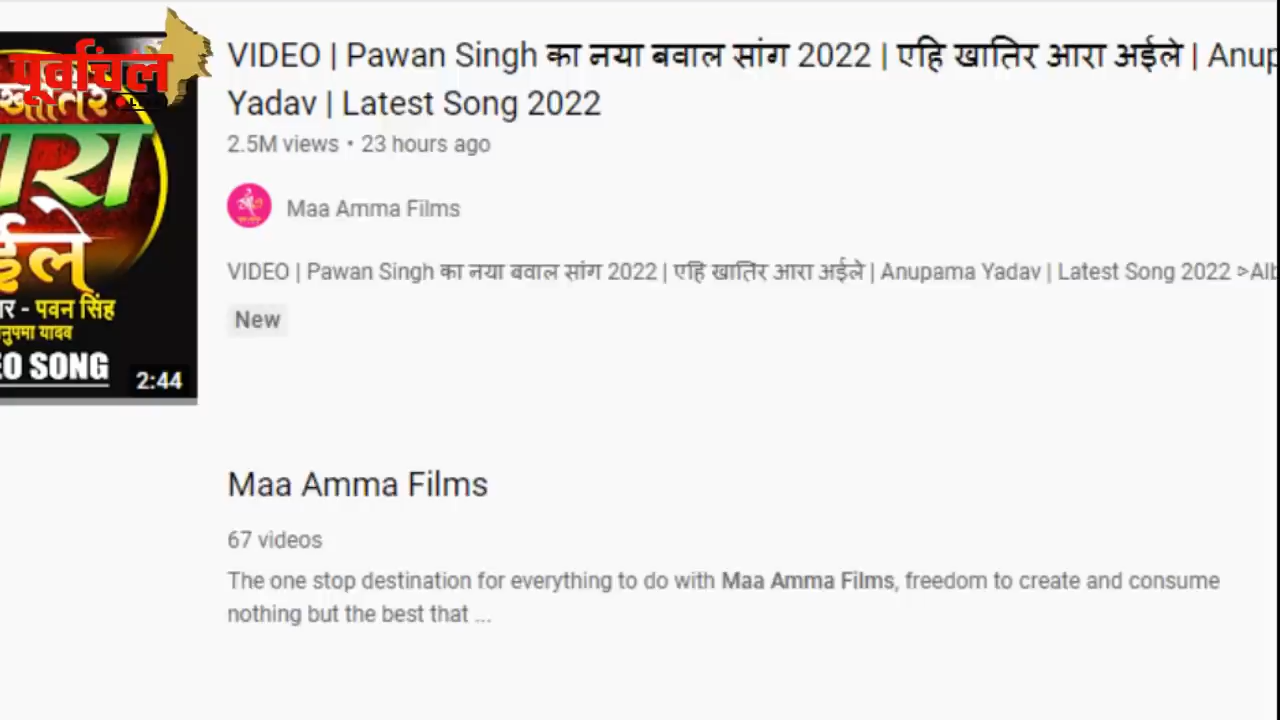 पूर्वांचल
खातिर
आरा
अईले
र - पवन सिंह
नुपमा यादव
EO SONG
2:44
VIDEO | Pawan Singh का नया बवाल सांग 2022 | एहि खातिर आरा अईले | Anup
Yadav | Latest Song 2022
2.5M views • 23 hours ago
Maa Amma Films
VIDEO | Pawan Singh का नया बवाल सांग 2022 | एहि खातिर आरा अईले | Anupama Yadav | Latest Song 2022 ⊳Alb
New
Maa Amma Films
67 videos
The one stop destination for everything to do with Maa Amma Films, freedom to create and consume
nothing but the best that ...